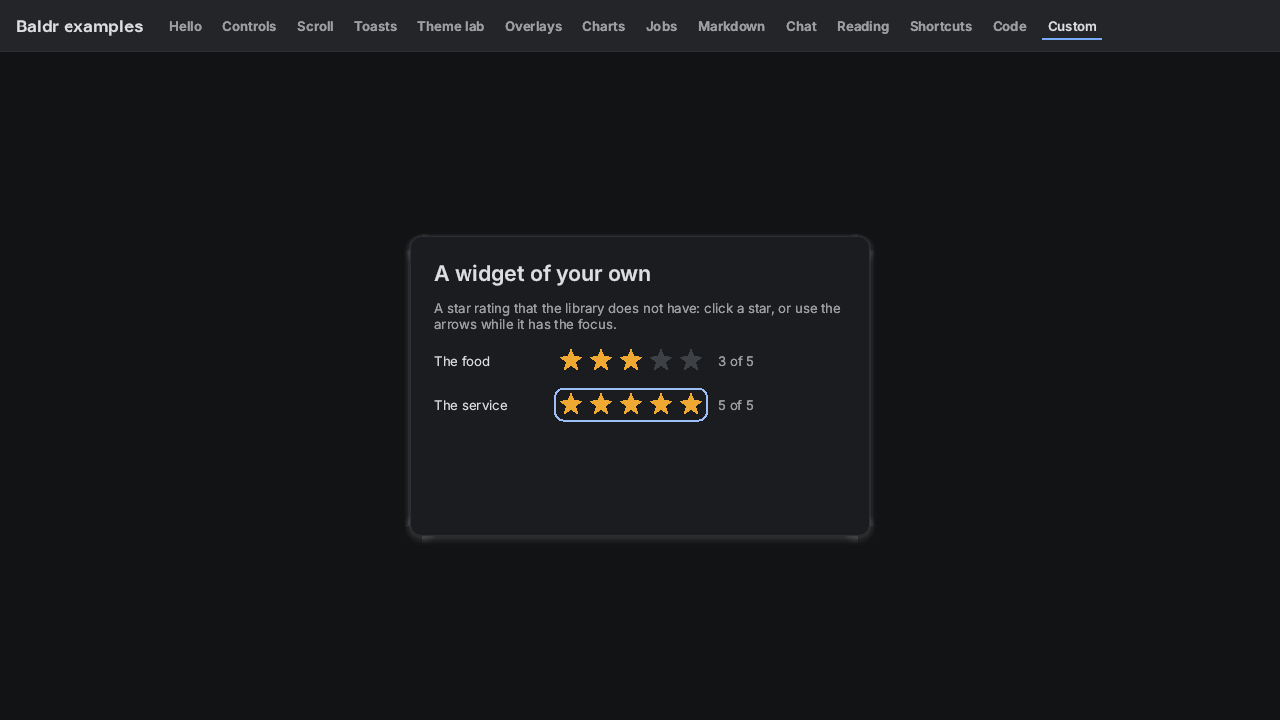 Baldr examples Hello Controls Scroll Toasts Theme lab Overlays Charts Jobs Markdown Chat Reading Shortcuts Code Custom
A widget of your own
A star rating that the library does not have: click a star, or use the
arrows while it has the focus.
The food 3 of 5
The service 5 of 5